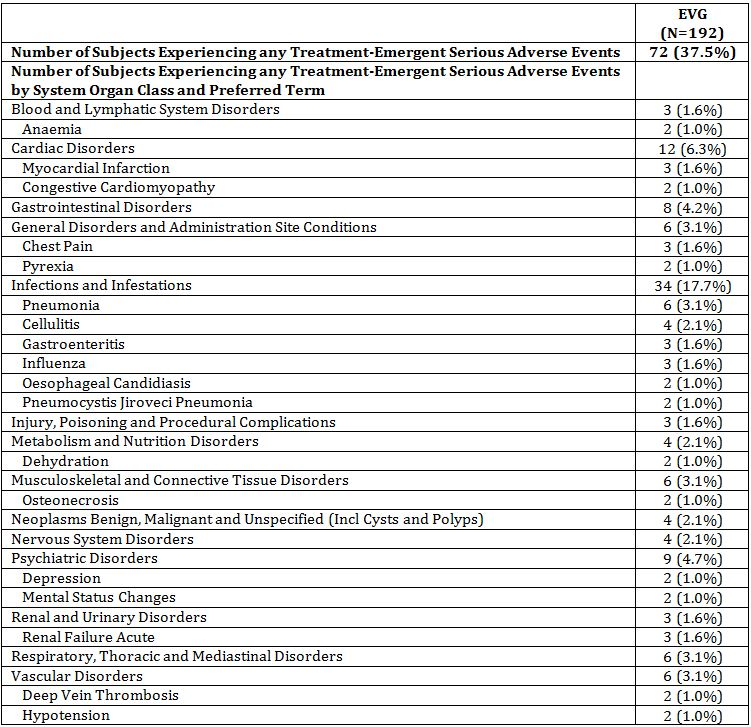 EVG
(N=192)
Number of Subjects Experiencing any Treatment-Emergent Serious Adverse Events 72 (37.5%)
Number of Subjects Experiencing any Treatment-Emergent Serious Adverse Events
by System Organ Class and Preferred Term
Blood and Lymphatic System Disorders 3 (1.6%)
Anaemia 2 (1.0%)
Cardiac Disorders 12 (6.3%)
Myocardial Infarction 3 (1.6%)
Congestive Cardiomyopathy 2 (1.0%)
Gastrointestinal Disorders 8 (4.2%)
General Disorders and Administration Site Conditions 6 (3.1%)
Chest Pain 3 (1.6%)
Pyrexia 2 (1.0%)
Infections and Infestations 34 (17.7%)
Pneumonia 6 (3.1%)
Cellulitis 4 (2.1%)
Gastroenteritis 3 (1.6%)
Influenza 3 (1.6%)
Oesophageal Candidiasis 2 (1.0%)
Pneumocystis Jiroveci Pneumonia 2 (1.0%)
Injury, Poisoning and Procedural Complications 3 (1.6%)
Metabolism and Nutrition Disorders 4 (2.1%)
Dehydration 2 (1.0%)
Musculoskeletal and Connective Tissue Disorders 6 (3.1%)
Osteonecrosis 2 (1.0%)
Neoplasms Benign, Malignant and Unspecified (Incl Cysts and Polyps) 4 (2.1%)
Nervous System Disorders 4 (2.1%)
Psychiatric Disorders 9 (4.7%)
Depression 2 (1.0%)
Mental Status Changes 2 (1.0%)
Renal and Urinary Disorders 3 (1.6%)
Renal Failure Acute 3 (1.6%)
Respiratory, Thoracic and Mediastinal Disorders 6 (3.1%)
Vascular Disorders 6 (3.1%)
Deep Vein Thrombosis 2 (1.0%)
Hypotension 2 (1.0%)